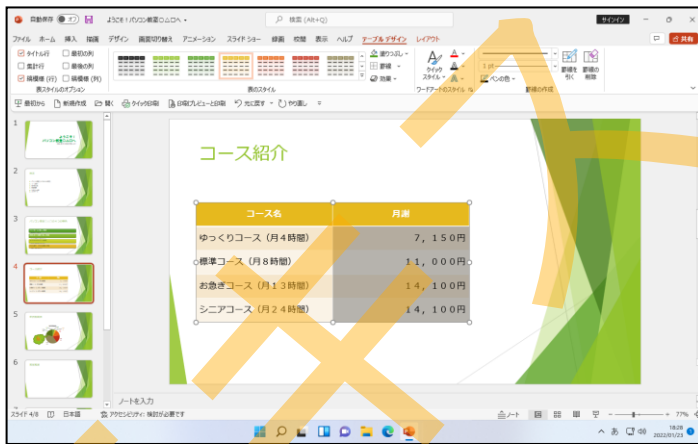 自動保存 オフ ようこそ！パソコン教室○△□へ
検索 (Alt+Q)
サインイン
ファイル ホーム 挿入 描画 デザイン 画面切り替え アニメーション スライド ショー 録画 校閲 表示 ヘルプ テーブル デザイン レイアウト
共有
タイトル行 最初の列
集計行 最後の列
縞模様 (行) 縞模様 (列)
表スタイルのオプション
表のスタイル
塗りつぶし
罫線
効果
クイック スタイル
ワードアートのスタイル
1 pt
ペンの色
罫線を引く
罫線の削除
罫線の作成
最初から 新規作成 開く クイック印刷 印刷プレビューと印刷 元に戻す やり直し
1
2
3
4
5
6
コース紹介
コース名 月謝
ゆっくりコース（月４時間） ７，１５０円
標準コース（月８時間） １１，０００円
お急ぎコース（月１３時間） １４，１００円
シニアコース（月２４時間） １４，１００円
ノートを入力
スライド 4/8 日本語 アクセシビリティ: 検討が必要です
ノート
77%
あ
18:28
2022/01/23